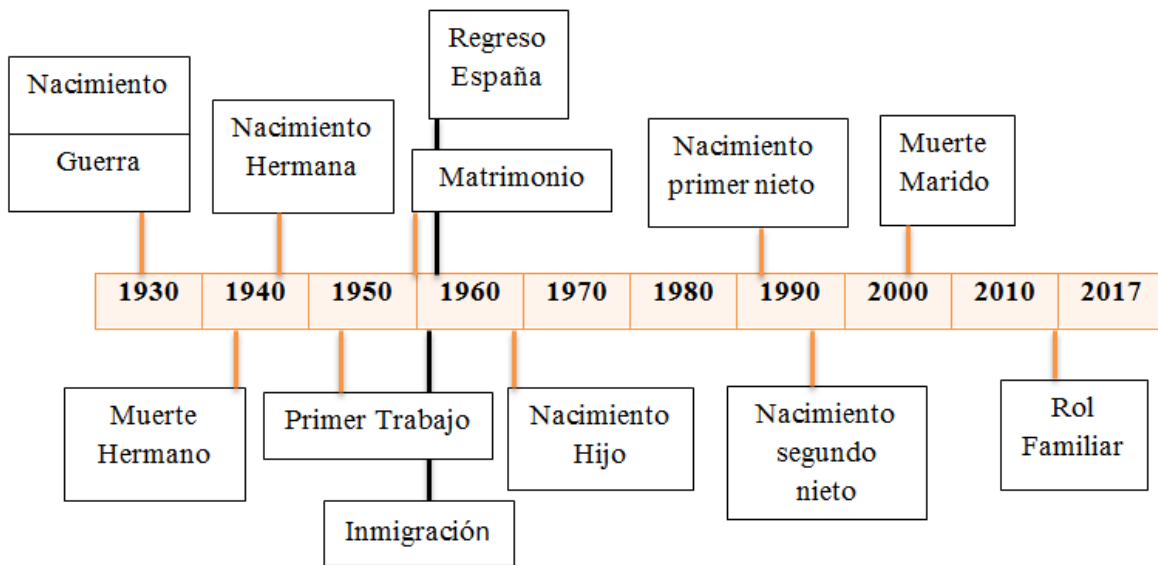 Regreso
España
Nacimiento
Guerra
Nacimiento
Hermana
Matrimonio
Nacimiento
primer nieto
Muerte
Marido
1930 1940 1950 1960 1970 1980 1990 2000 2010 2017
Muerte
Hermano
Primer Trabajo
Inmigración
Nacimiento
Hijo
Nacimiento
segundo
nieto
Rol
Familiar